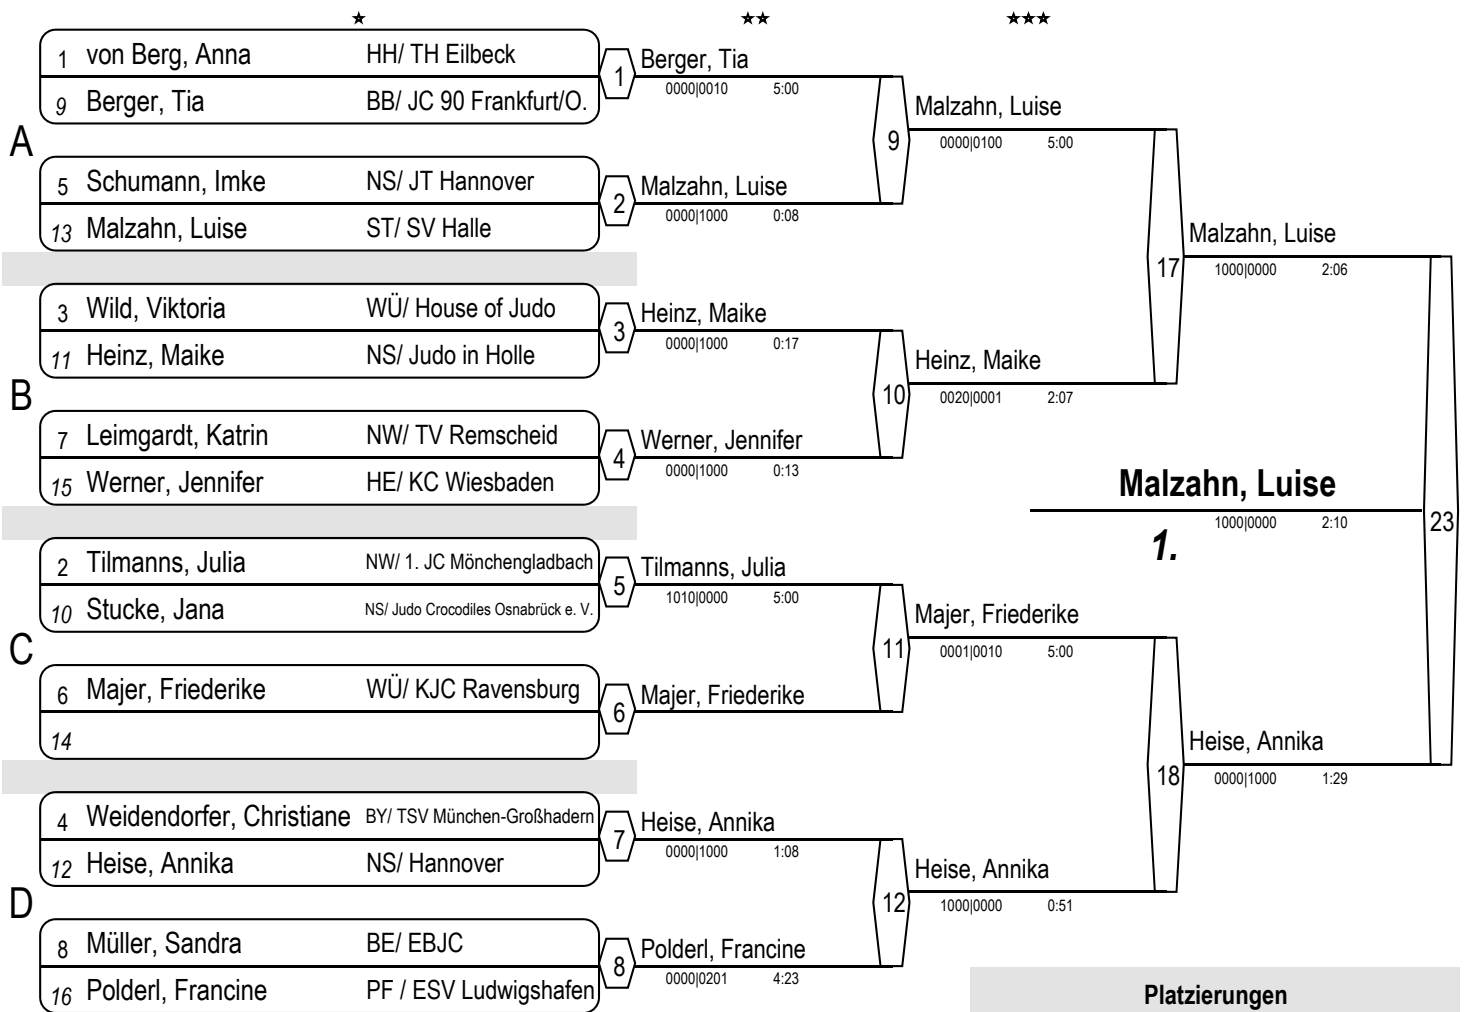 ★ ★★ ★★★
1 von Berg, Anna HH/ TH Eilbeck
9 Berger, Tia BB/ JC 90 Frankfurt/O.
1 Berger, Tia
0000|0010 5:00
A
5 Schumann, Imke NS/ JT Hannover
13 Malzahn, Luise ST/ SV Halle
2 Malzahn, Luise
0000|1000 0:08
9 Malzahn, Luise
0000|0100 5:00
3 Wild, Viktoria WÜ/ House of Judo
11 Heinz, Maike NS/ Judo in Holle
3 Heinz, Maike
0000|1000 0:17
B
7 Leimgardt, Katrin NW/ TV Remscheid
15 Werner, Jennifer HE/ KC Wiesbaden
4 Werner, Jennifer
0000|1000 0:13
10 Heinz, Maike
0020|0001 2:07
17 Malzahn, Luise
1000|0000 2:06
2 Tilmanns, Julia NW/ 1. JC Mönchengladbach
10 Stucke, Jana NS/ Judo Crocodiles Osnabrück e. V.
5 Tilmanns, Julia
1010|0000 5:00
C
6 Majer, Friederike WÜ/ KJC Ravensburg
14
6 Majer, Friederike
11 Majer, Friederike
0001|0010 5:00
4 Weidendorfer, Christiane BY/ TSV München-Großhadern
12 Heise, Annika NS/ Hannover
7 Heise, Annika
0000|1000 1:08
D
8 Müller, Sandra BE/ EBJC
16 Polderl, Francine PF / ESV Ludwigshafen
8 Polderl, Francine
0000|0201 4:23
12 Heise, Annika
1000|0000 0:51
18 Heise, Annika
0000|1000 1:29
23 Malzahn, Luise
1000|0000 2:10
1.
Platzierungen